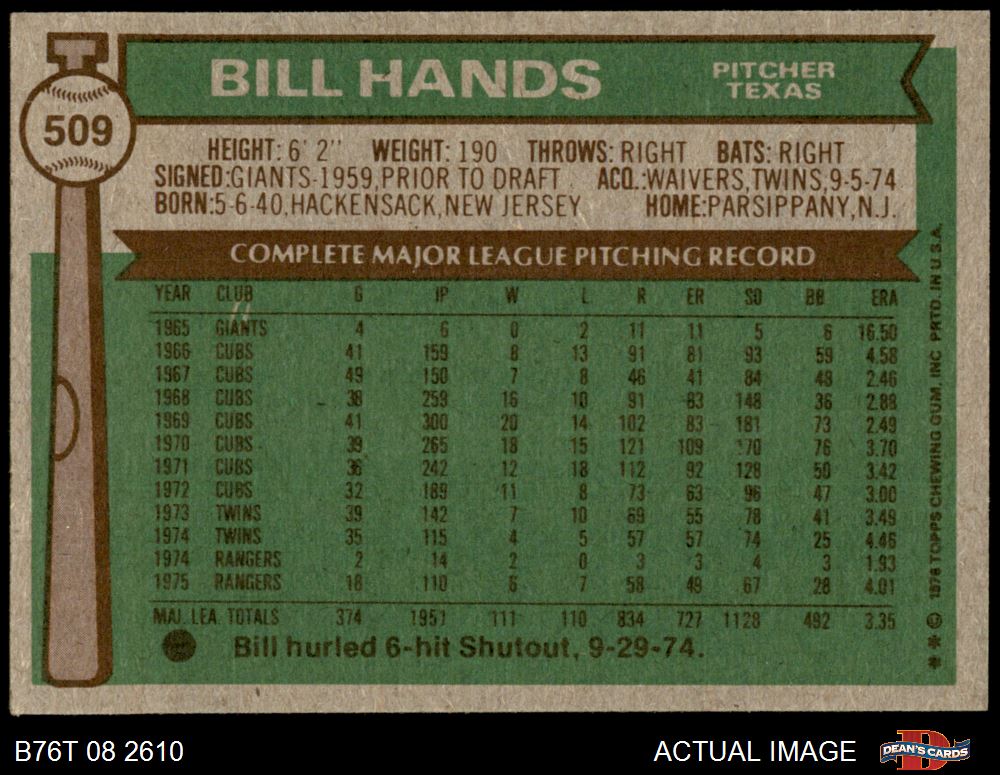 BILL HANDS
PITCHER
TEXAS
509
HEIGHT: 6' 2" WEIGHT: 190 THROWS: RIGHT BATS: RIGHT
SIGNED:GIANTS-1959,PRIOR TO DRAFT ACQ.:WAIVERS,TWINS,9-5-74
BORN:5-6-40,HACKENSACK,NEW JERSEY HOME:PARSIPPANY,N.J.
COMPLETE MAJOR LEAGUE PITCHING RECORD
YEAR CLUB G IP W L R ER SO BB ERA
1965 GIANTS 4 6 0 2 11 11 5 6 16.50
1966 CUBS 41 159 8 13 91 81 93 59 4.58
1967 CUBS 49 150 7 8 46 41 84 48 2.46
1968 CUBS 38 259 16 10 91 83 148 36 2.88
1969 CUBS 41 300 20 14 102 83 181 73 2.49
1970 CUBS 39 265 18 15 121 109 170 76 3.70
1971 CUBS 36 242 12 18 112 92 128 50 3.42
1972 CUBS 32 189 11 8 73 63 96 47 3.00
1973 TWINS 39 142 7 10 69 55 78 41 3.49
1974 TWINS 35 115 4 5 57 57 74 25 4.46
1974 RANGERS 2 14 2 0 3 3 4 3 1.93
1975 RANGERS 18 110 6 7 58 49 67 28 4.01
MAJ. LEA. TOTALS 374 1951 111 110 834 727 1128 492 3.35
Bill hurled 6-hit Shutout, 9-29-74.
* * © 1976 TOPPS CHEWING GUM, INC PRTD. IN U.S.A.
B76T 08 2610
ACTUAL IMAGE
D
DEAN'S CARDS